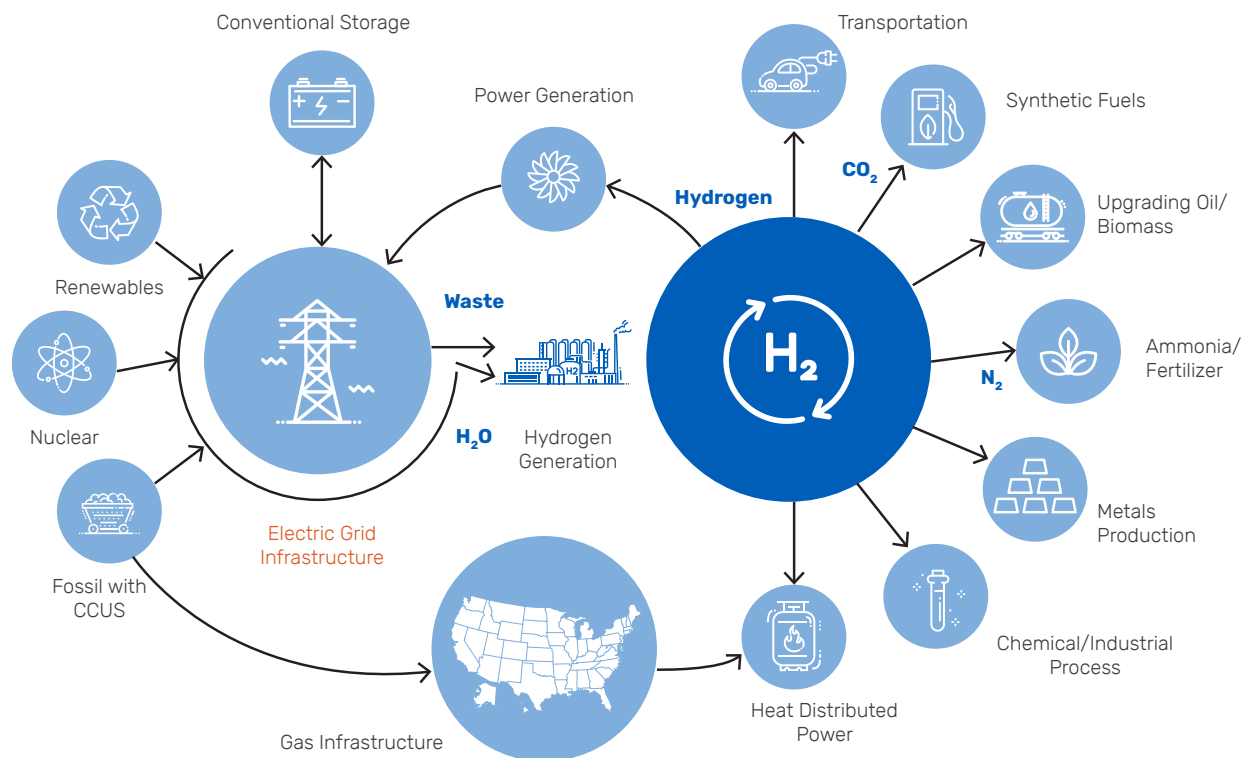 Conventional Storage
Transportation
Power Generation
Synthetic Fuels
CO₂
Hydrogen
Upgrading Oil/
Biomass
Renewables
Waste
H₂
H2
Ammonia/
Fertilizer
N₂
Nuclear
H₂O
Hydrogen
Generation
Electric Grid
Infrastructure
Metals
Production
Fossil with
CCUS
Chemical/Industrial
Process
Heat Distributed
Power
Gas Infrastructure